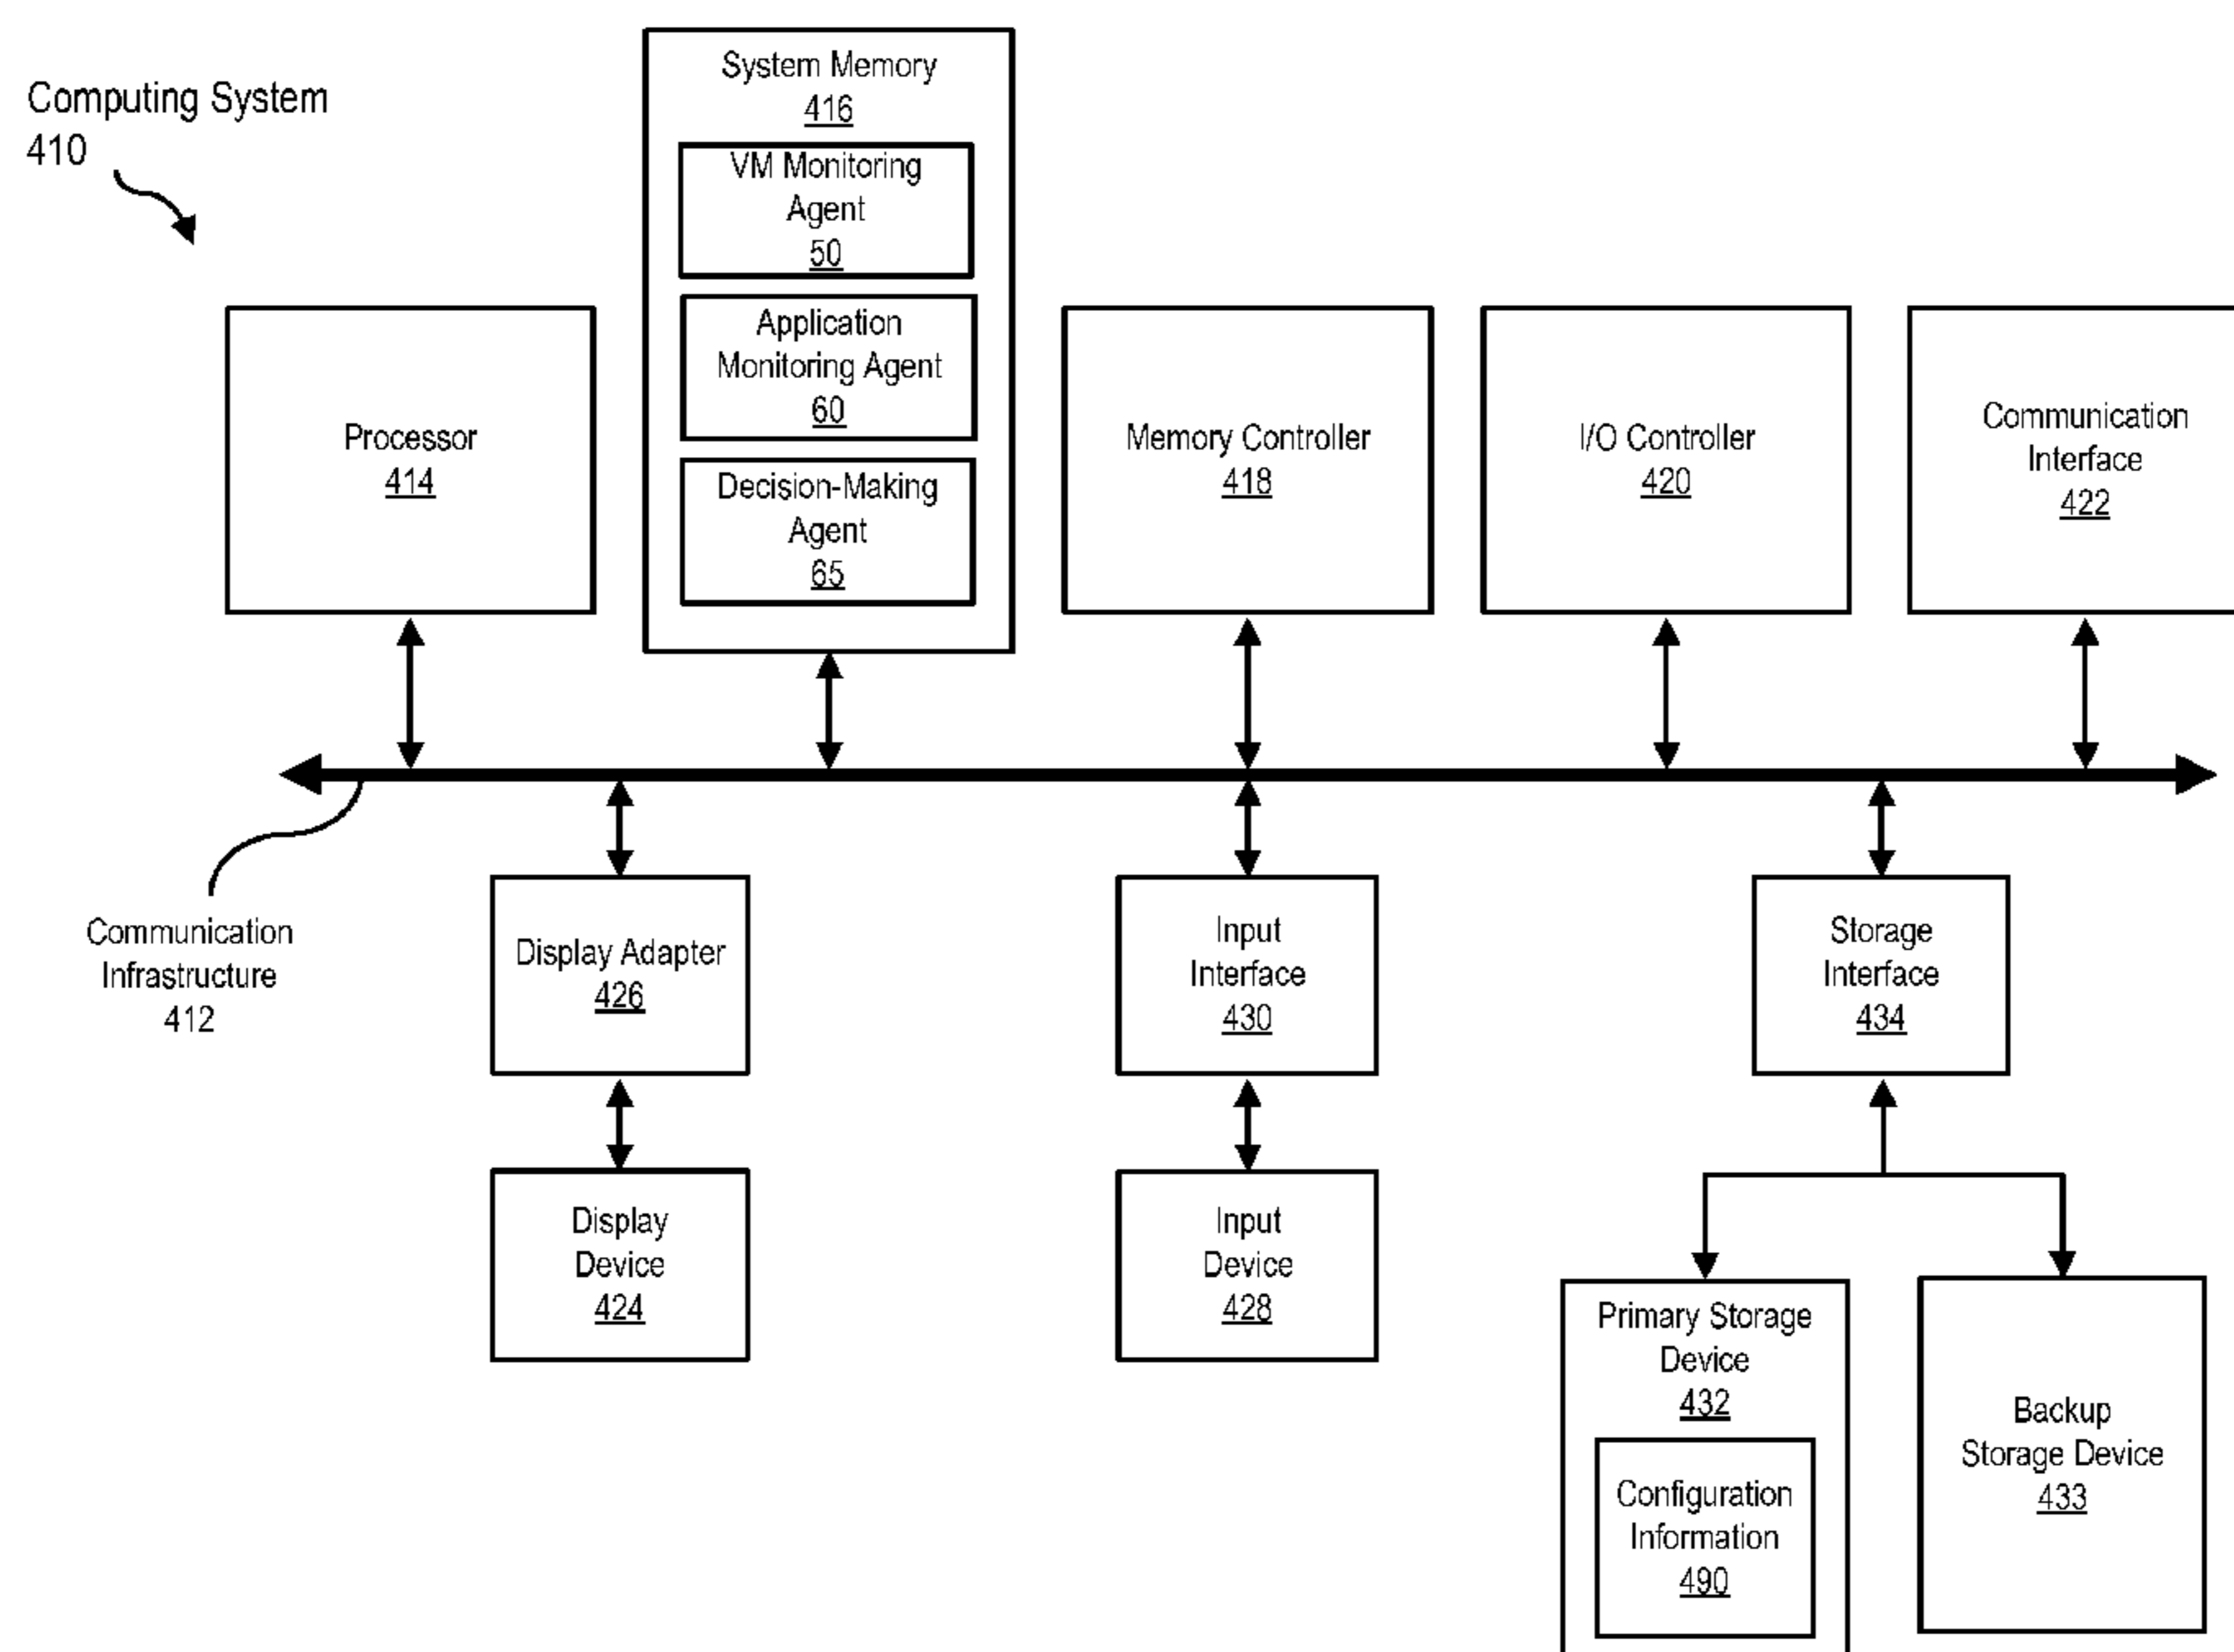 Computing System
410
System Memory
416
VM Monitoring
Agent
50
Application
Monitoring Agent
60
Decision-Making
Agent
65
Processor
414
Memory Controller
418
I/O Controller
420
Communication
Interface
422
Communication
Infrastructure
412
Display Adapter
426
Input
Interface
430
Storage
Interface
434
Display
Device
424
Input
Device
428
Primary Storage
Device
432
Configuration
Information
490
Backup
Storage Device
433